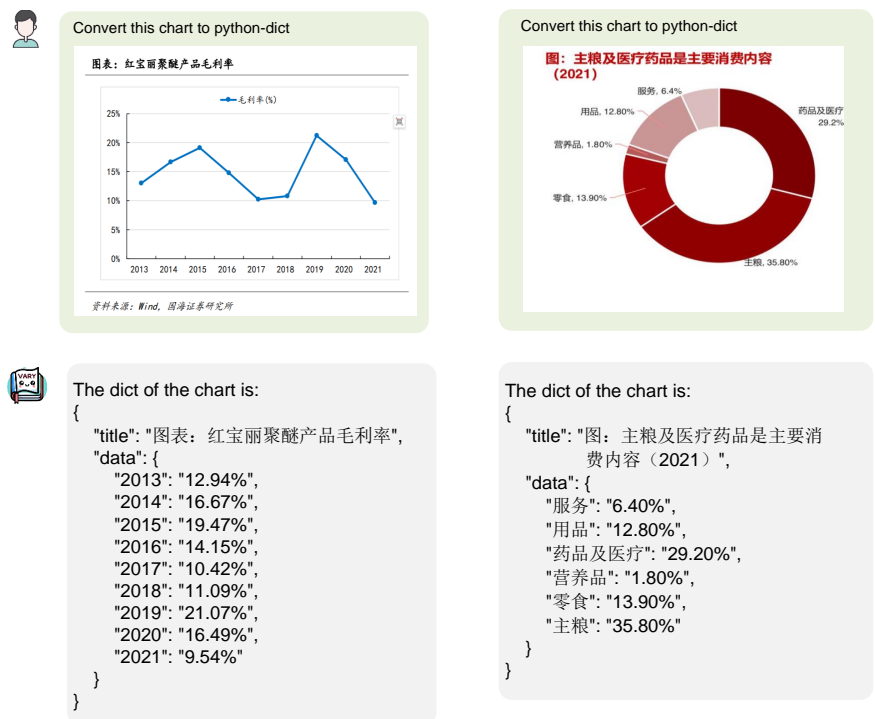 Convert this chart to python-dict
图表：红宝丽聚醚产品毛利率
毛利率(%)
25%
20%
15%
10%
5%
0%
2013 2014 2015 2016 2017 2018 2019 2020 2021
资料来源：Wind，国海证券研究所
Convert this chart to python-dict
图：主粮及医疗药品是主要消费内容
（2021）
服务, 6.4%
用品, 12.80%
药品及医疗
29.2%
营养品, 1.80%
零食, 13.90%
主粮, 35.80%
VARY
The dict of the chart is:
{
"title": "图表：红宝丽聚醚产品毛利率",
"data": {
"2013": "12.94%",
"2014": "16.67%",
"2015": "19.47%",
"2016": "14.15%",
"2017": "10.42%",
"2018": "11.09%",
"2019": "21.07%",
"2020": "16.49%",
"2021": "9.54%"
}
}
The dict of the chart is:
{
"title": "图：主粮及医疗药品是主要消
费内容（2021）",
"data": {
"服务": "6.40%",
"用品": "12.80%",
"药品及医疗": "29.20%",
"营养品": "1.80%",
"零食": "13.90%",
"主粮": "35.80%"
}
}